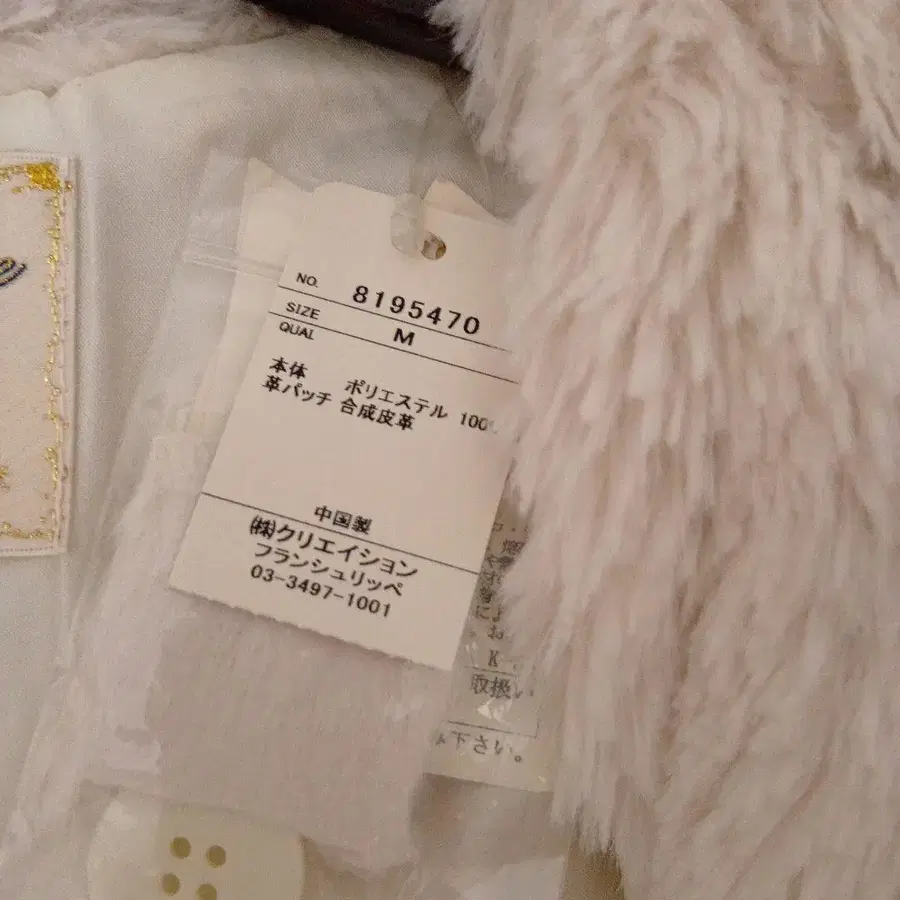 NO. 8195470
SIZE M
QUAL
本体 ポリエステル 100
革パッチ 合成皮革
中国製
㈱クリエイション
フランシュリッペ
03-3497-1001
取扱い
下さい。